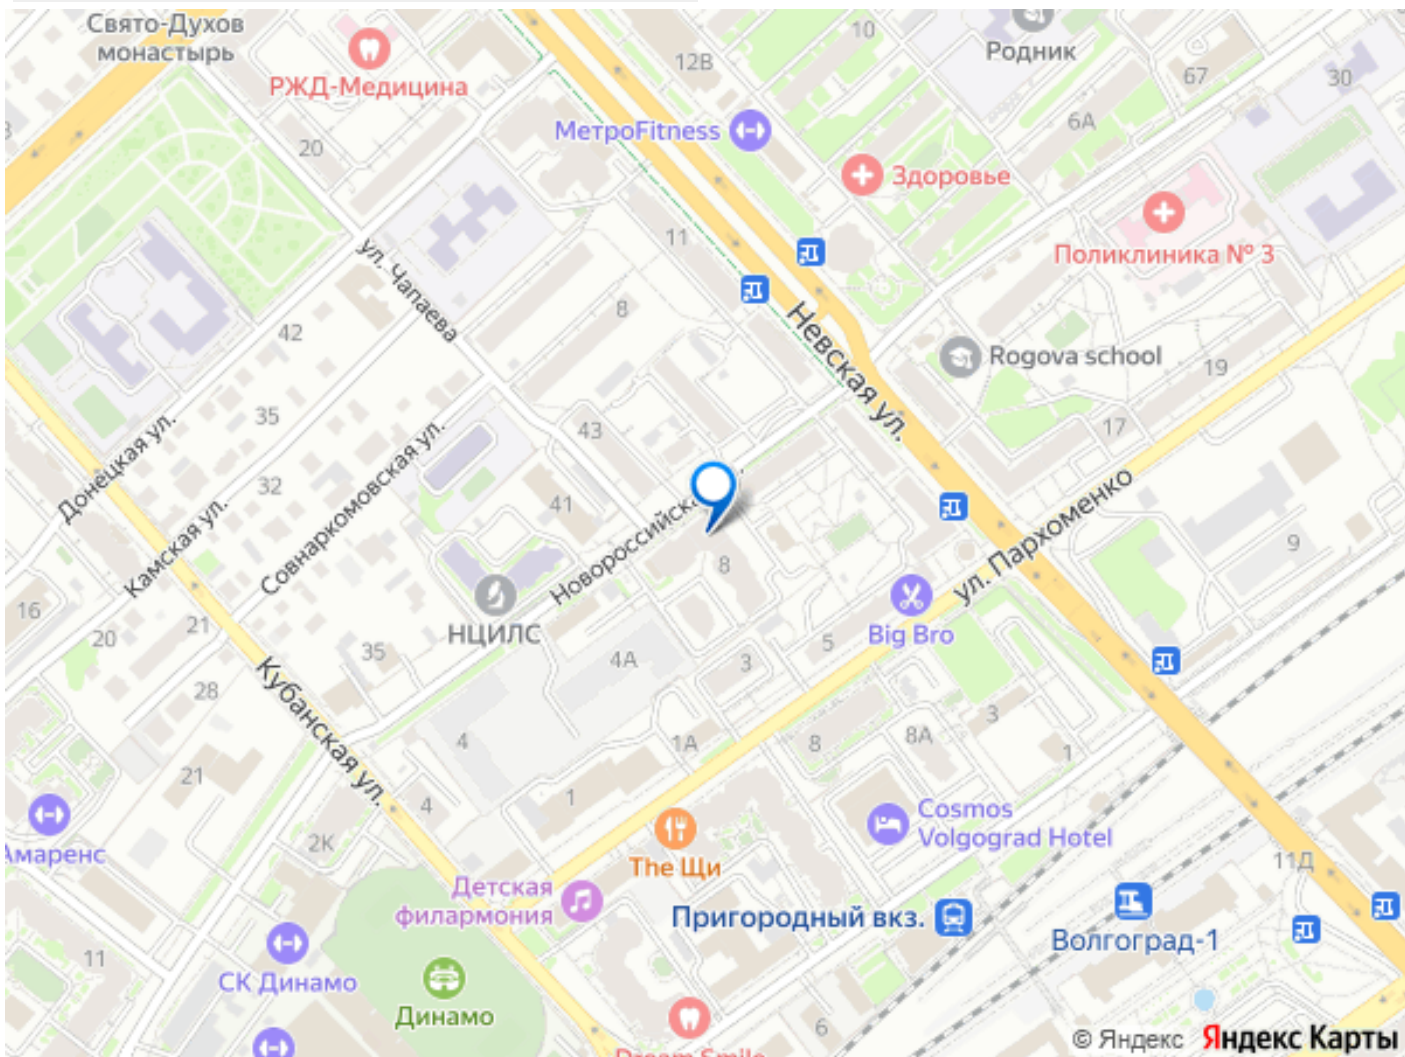 Свято-Духов
монастырь
РЖД-Медицина
20
12В
10
Родник
67
30
6А
МетроFitness
Здоровье
Поликлиника № 3
11
ул. Чапаева
8
42
Невская ул.
Rogova school
19
35
43
17
Донецкая ул.
32
Совнаркомовская ул.
41
Камская ул.
Новороссийска
8
ул. Пархоменко
9
16
20
21
НЦИЛС
35
4А
3
5
Big Bro
28
Кубанская ул.
4
1А
8
8А
3
1
21
4
1
2К
Амаренс
The Щи
Cosmos
Volgograd Hotel
11Д
Детская
филармония
Пригородный вкз.
Волгоград-1
11
СК Динамо
Динамо
6
Dream Smile
© Яндекс Яндекс Карты